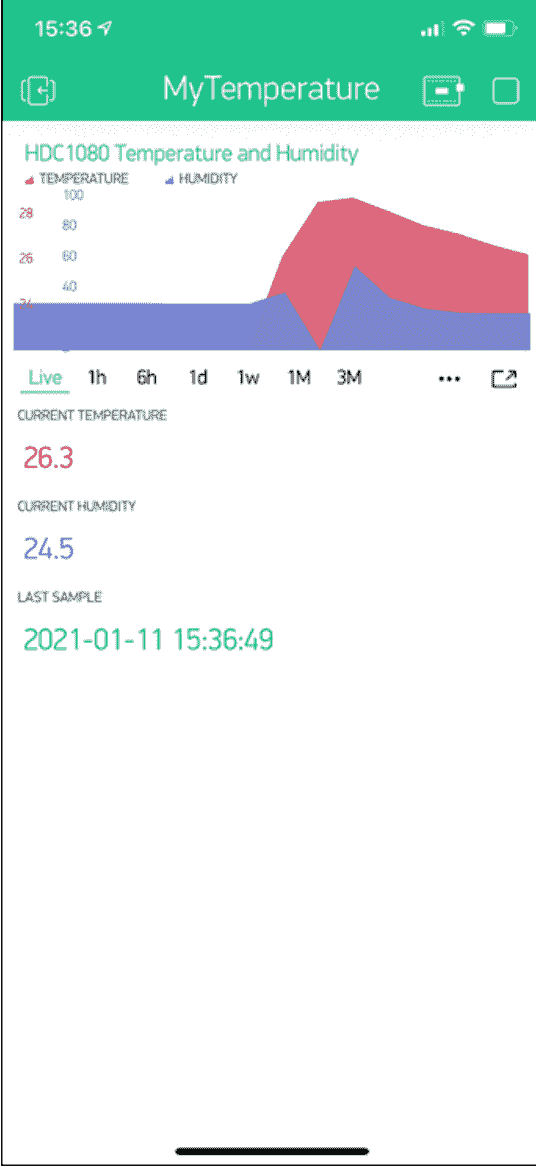 15:36
MyTemperature
HDC1080 Temperature and Humidity
TEMPERATURE HUMIDITY
100
28
80
26 60
40
24
Live 1h 6h 1d 1w 1M 3M
CURRENT TEMPERATURE
26.3
CURRENT HUMIDITY
24.5
LAST SAMPLE
2021-01-11 15:36:49